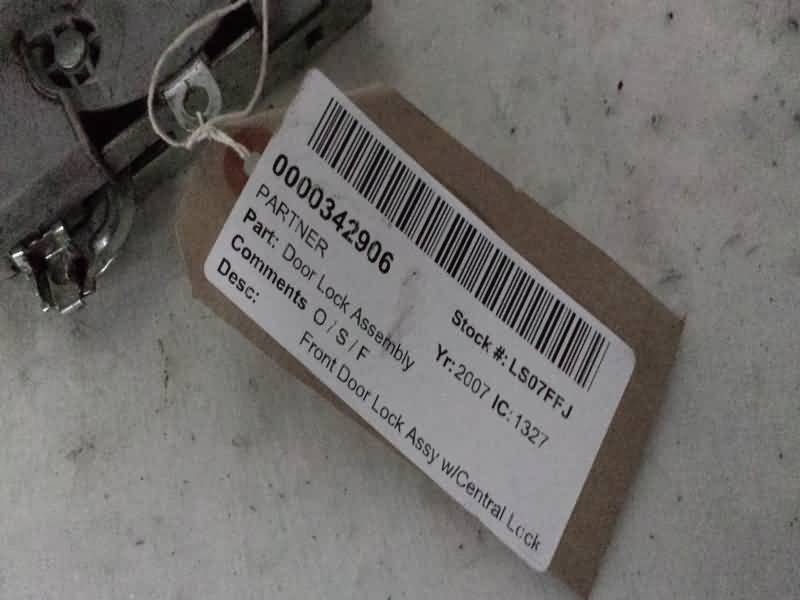 0000342906
PARTNER Stock #: LS07FFJ
Part: Door Lock Assembly Yr: 2007 IC: 1327
Comments O / S / F
Desc: Front Door Lock Assy w/Central Lock